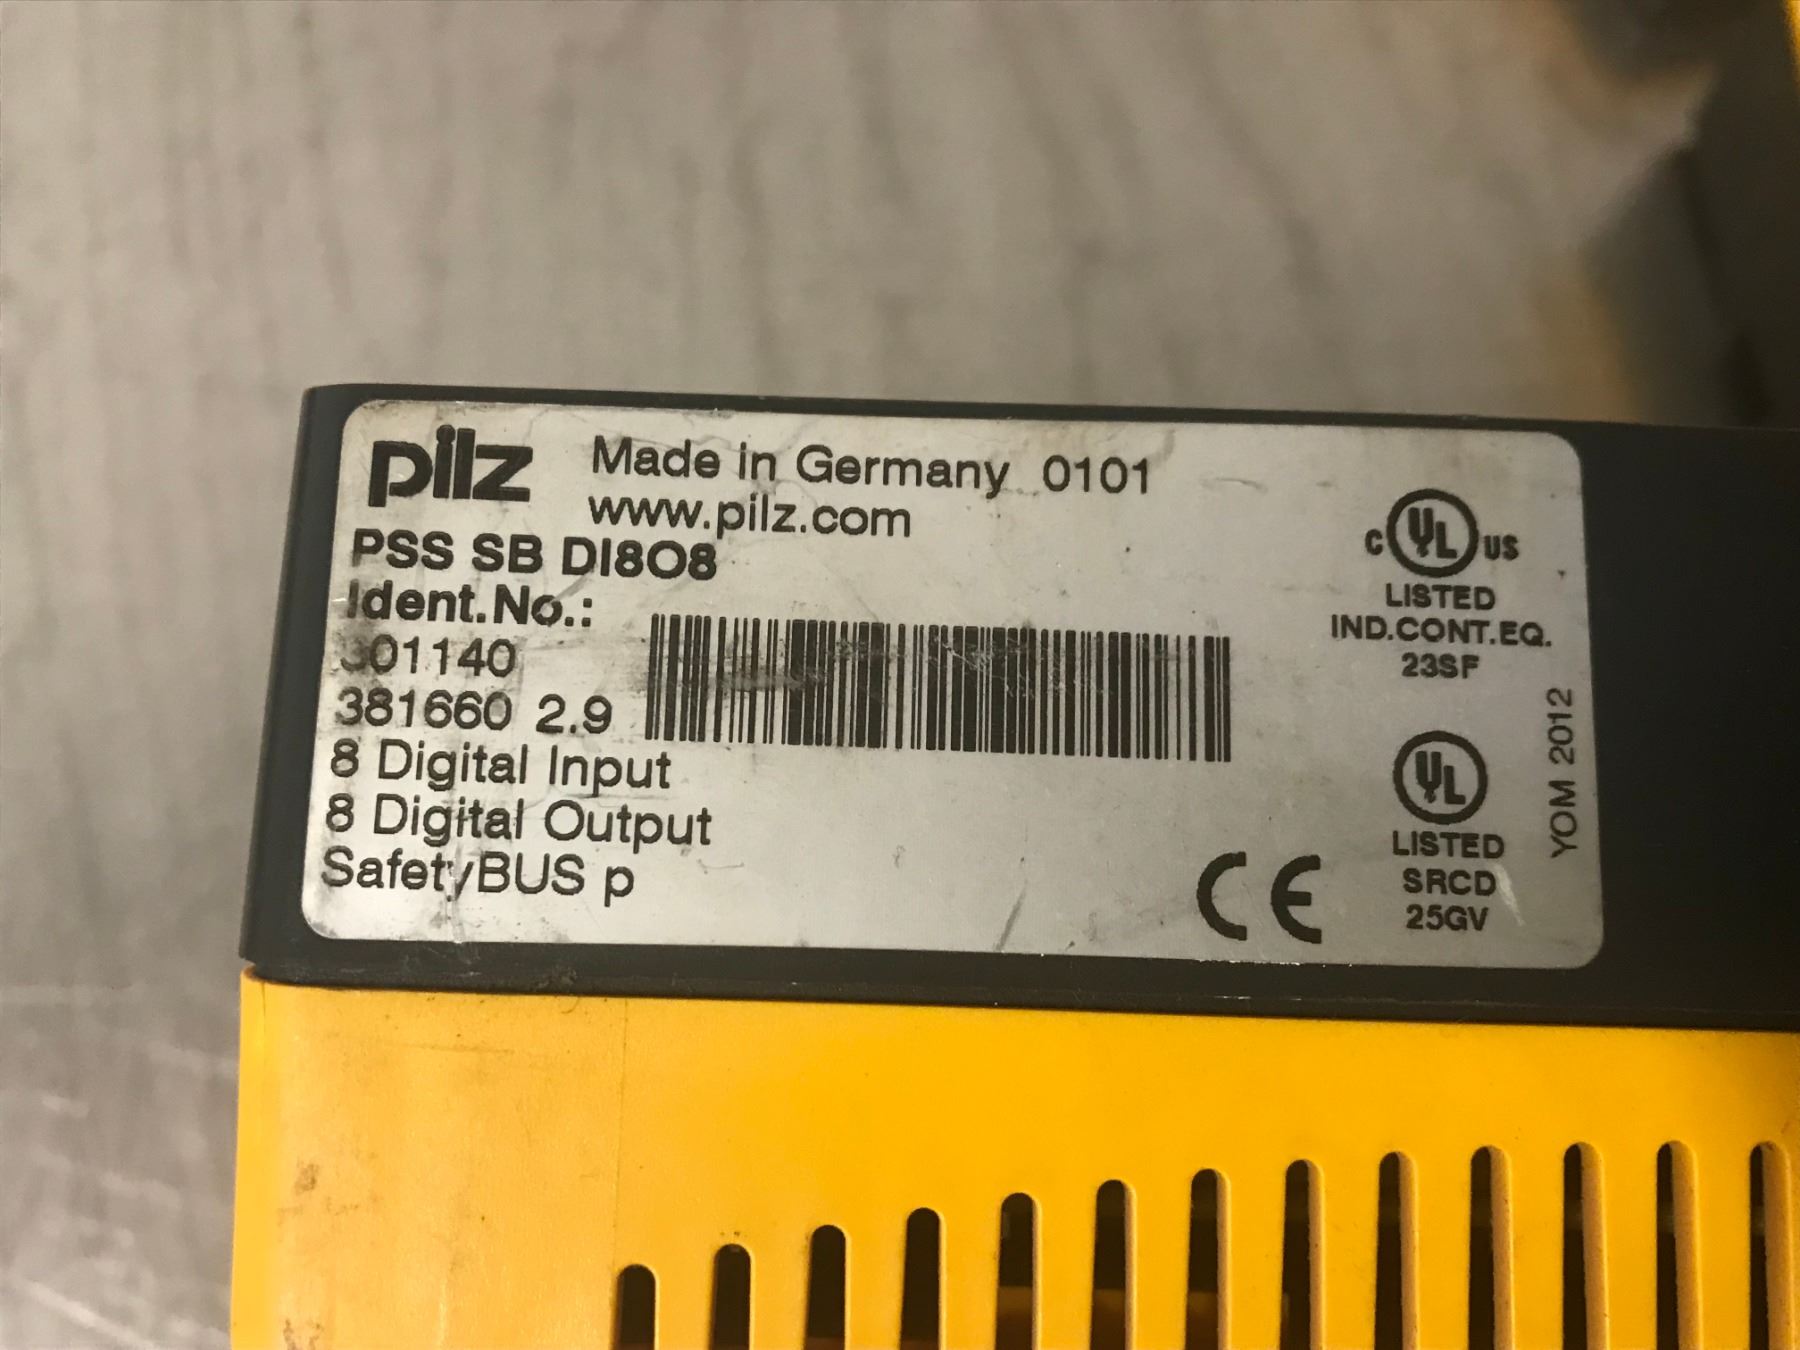 pilz Made in Germany 0101
www.pilz.com
PSS SB DI8O8
Ident.No.:
301140
381660 2.9
8 Digital Input
8 Digital Output
SafetyBUS p
CE
C UL US
LISTED
IND.CONT.EQ.
23SF
UL
LISTED
SRCD
25GV
YOM 2012